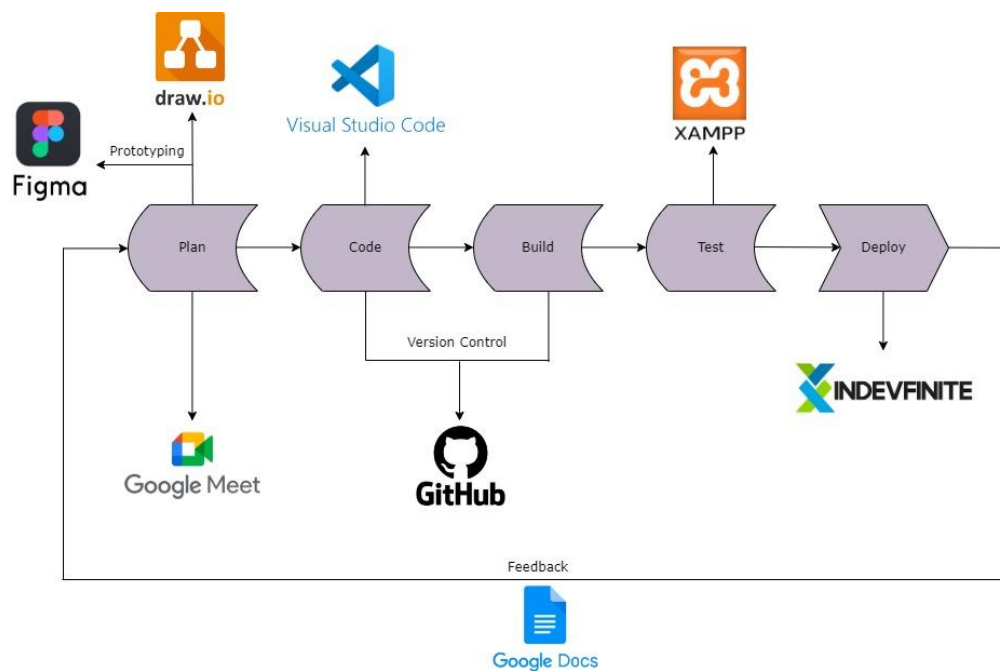 draw.io
Visual Studio Code
XAMPP
Figma
Prototyping
Plan
Code
Build
Test
Deploy
Version Control
INDEVFINITE
Google Meet
GitHub
Feedback
Google Docs